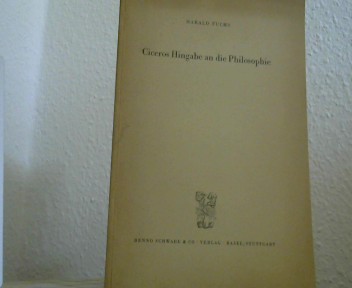 HARALD FUCHS
Ciceros Hingabe an die Philosophie
BENNO SCHWABE & CO · VERLAG · BASEL/STUTTGART